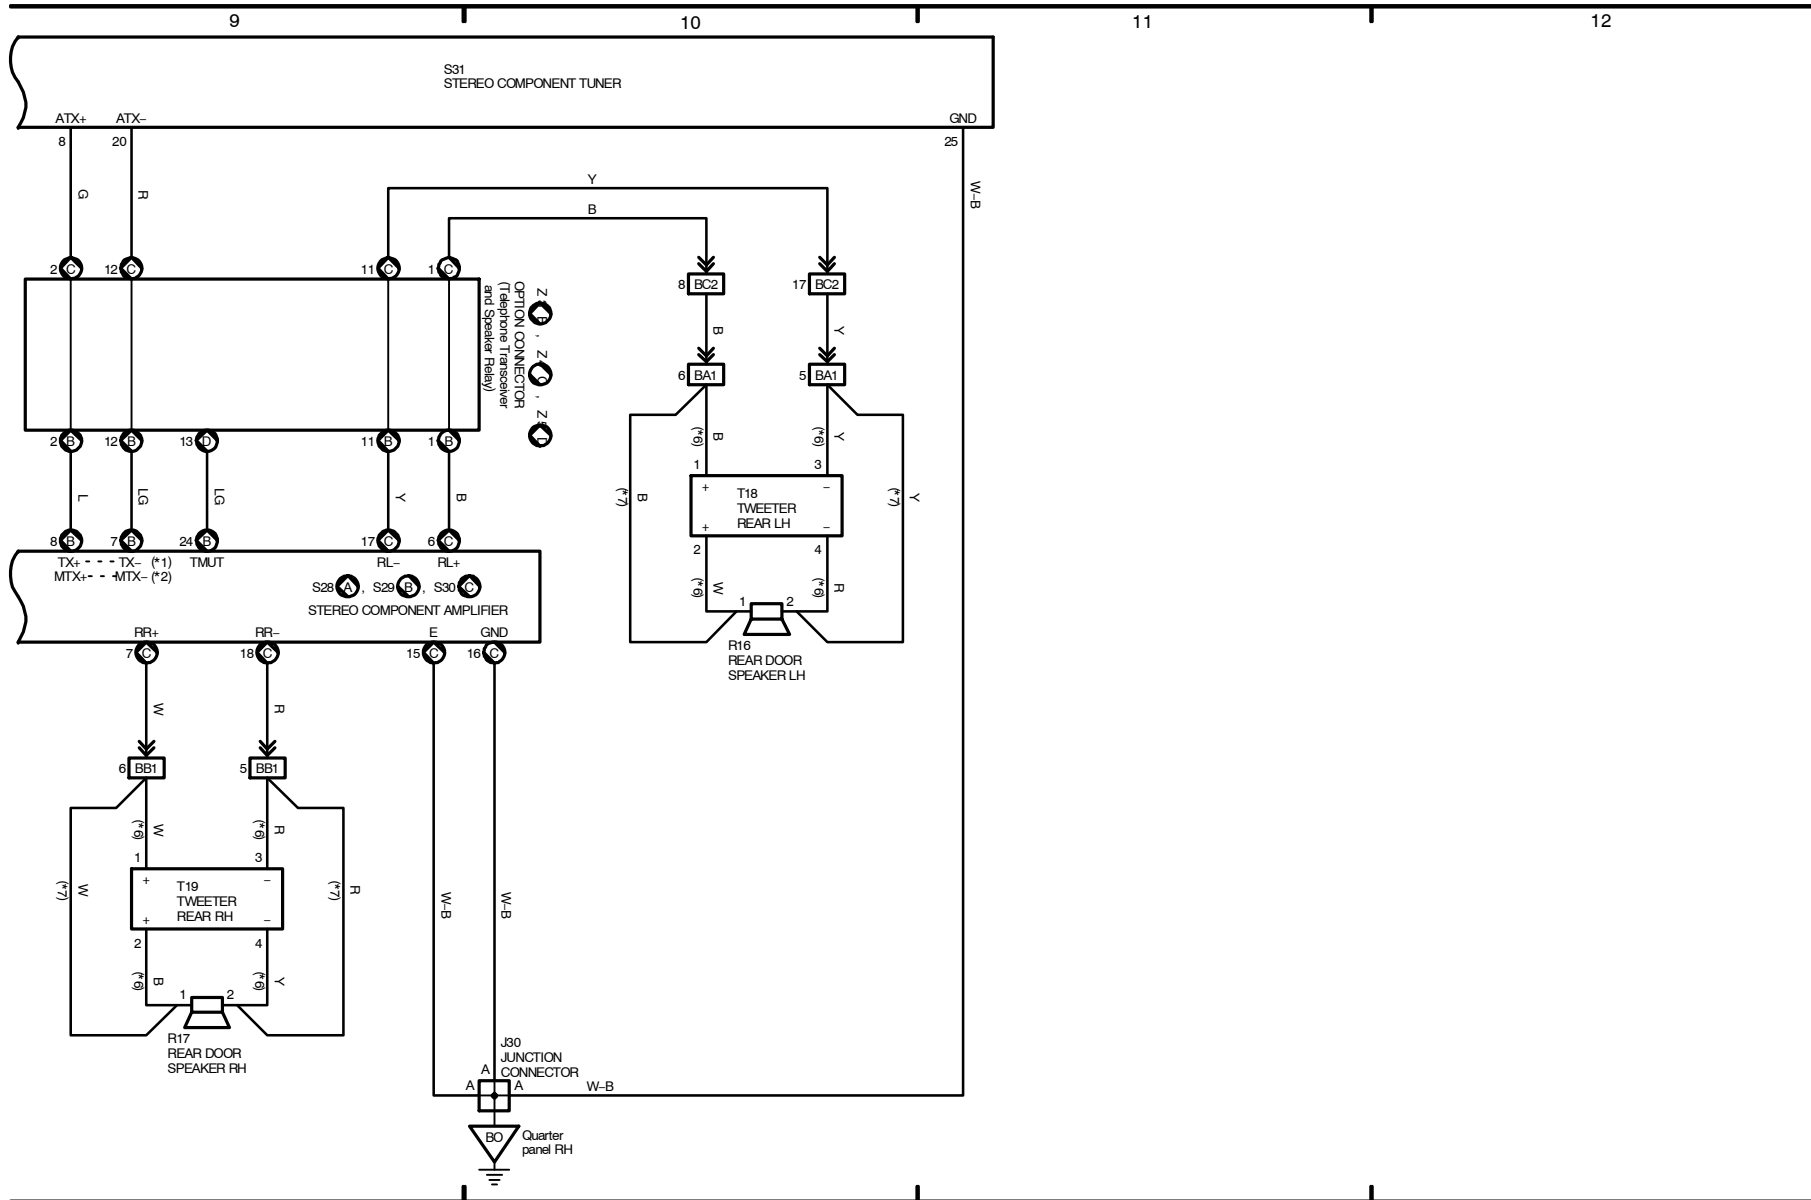 9 10 11 12
S31
STEREO COMPONENT TUNER
ATX+ ATX− GND
8 20 25
G R W−B
Y
B
2 C 12 C 11 C 1 C
8 BC2 17 BC2
OPTION CONNECTOR
(Telephone Transceiver
and Speaker Relay)
B Y
6 BA1 5 BA1
2 B 12 B 13 D 11 B 1 B
(*6) B (*6) Y
1 3
L LG LG Y B
(*7) B (*7) Y
+ −
T18
TWEETER
REAR LH
+ −
2 4
8 B 7 B 24 B 17 C 6 C
TX+ - - - TX− (*1) TMUT RL− RL+
MTX+- - -MTX− (*2)
S28 A , S29 B , S30 C
STEREO COMPONENT AMPLIFIER
(*6) W (*6) R
1 2
RR+ RR− E GND
7 C 18 C 15 C 16 C
R16
REAR DOOR
SPEAKER LH
W R
6 BB1 5 BB1
(*6) W (*6) R
1 3
(*7) W (*7) R
+ −
T19
TWEETER
REAR RH
+ −
2 4
W−B W−B
(*6) B (*6) Y
1 2
R17
REAR DOOR
SPEAKER RH
J30
JUNCTION
CONNECTOR
A
A A W−B
BO
Quarter
panel RH